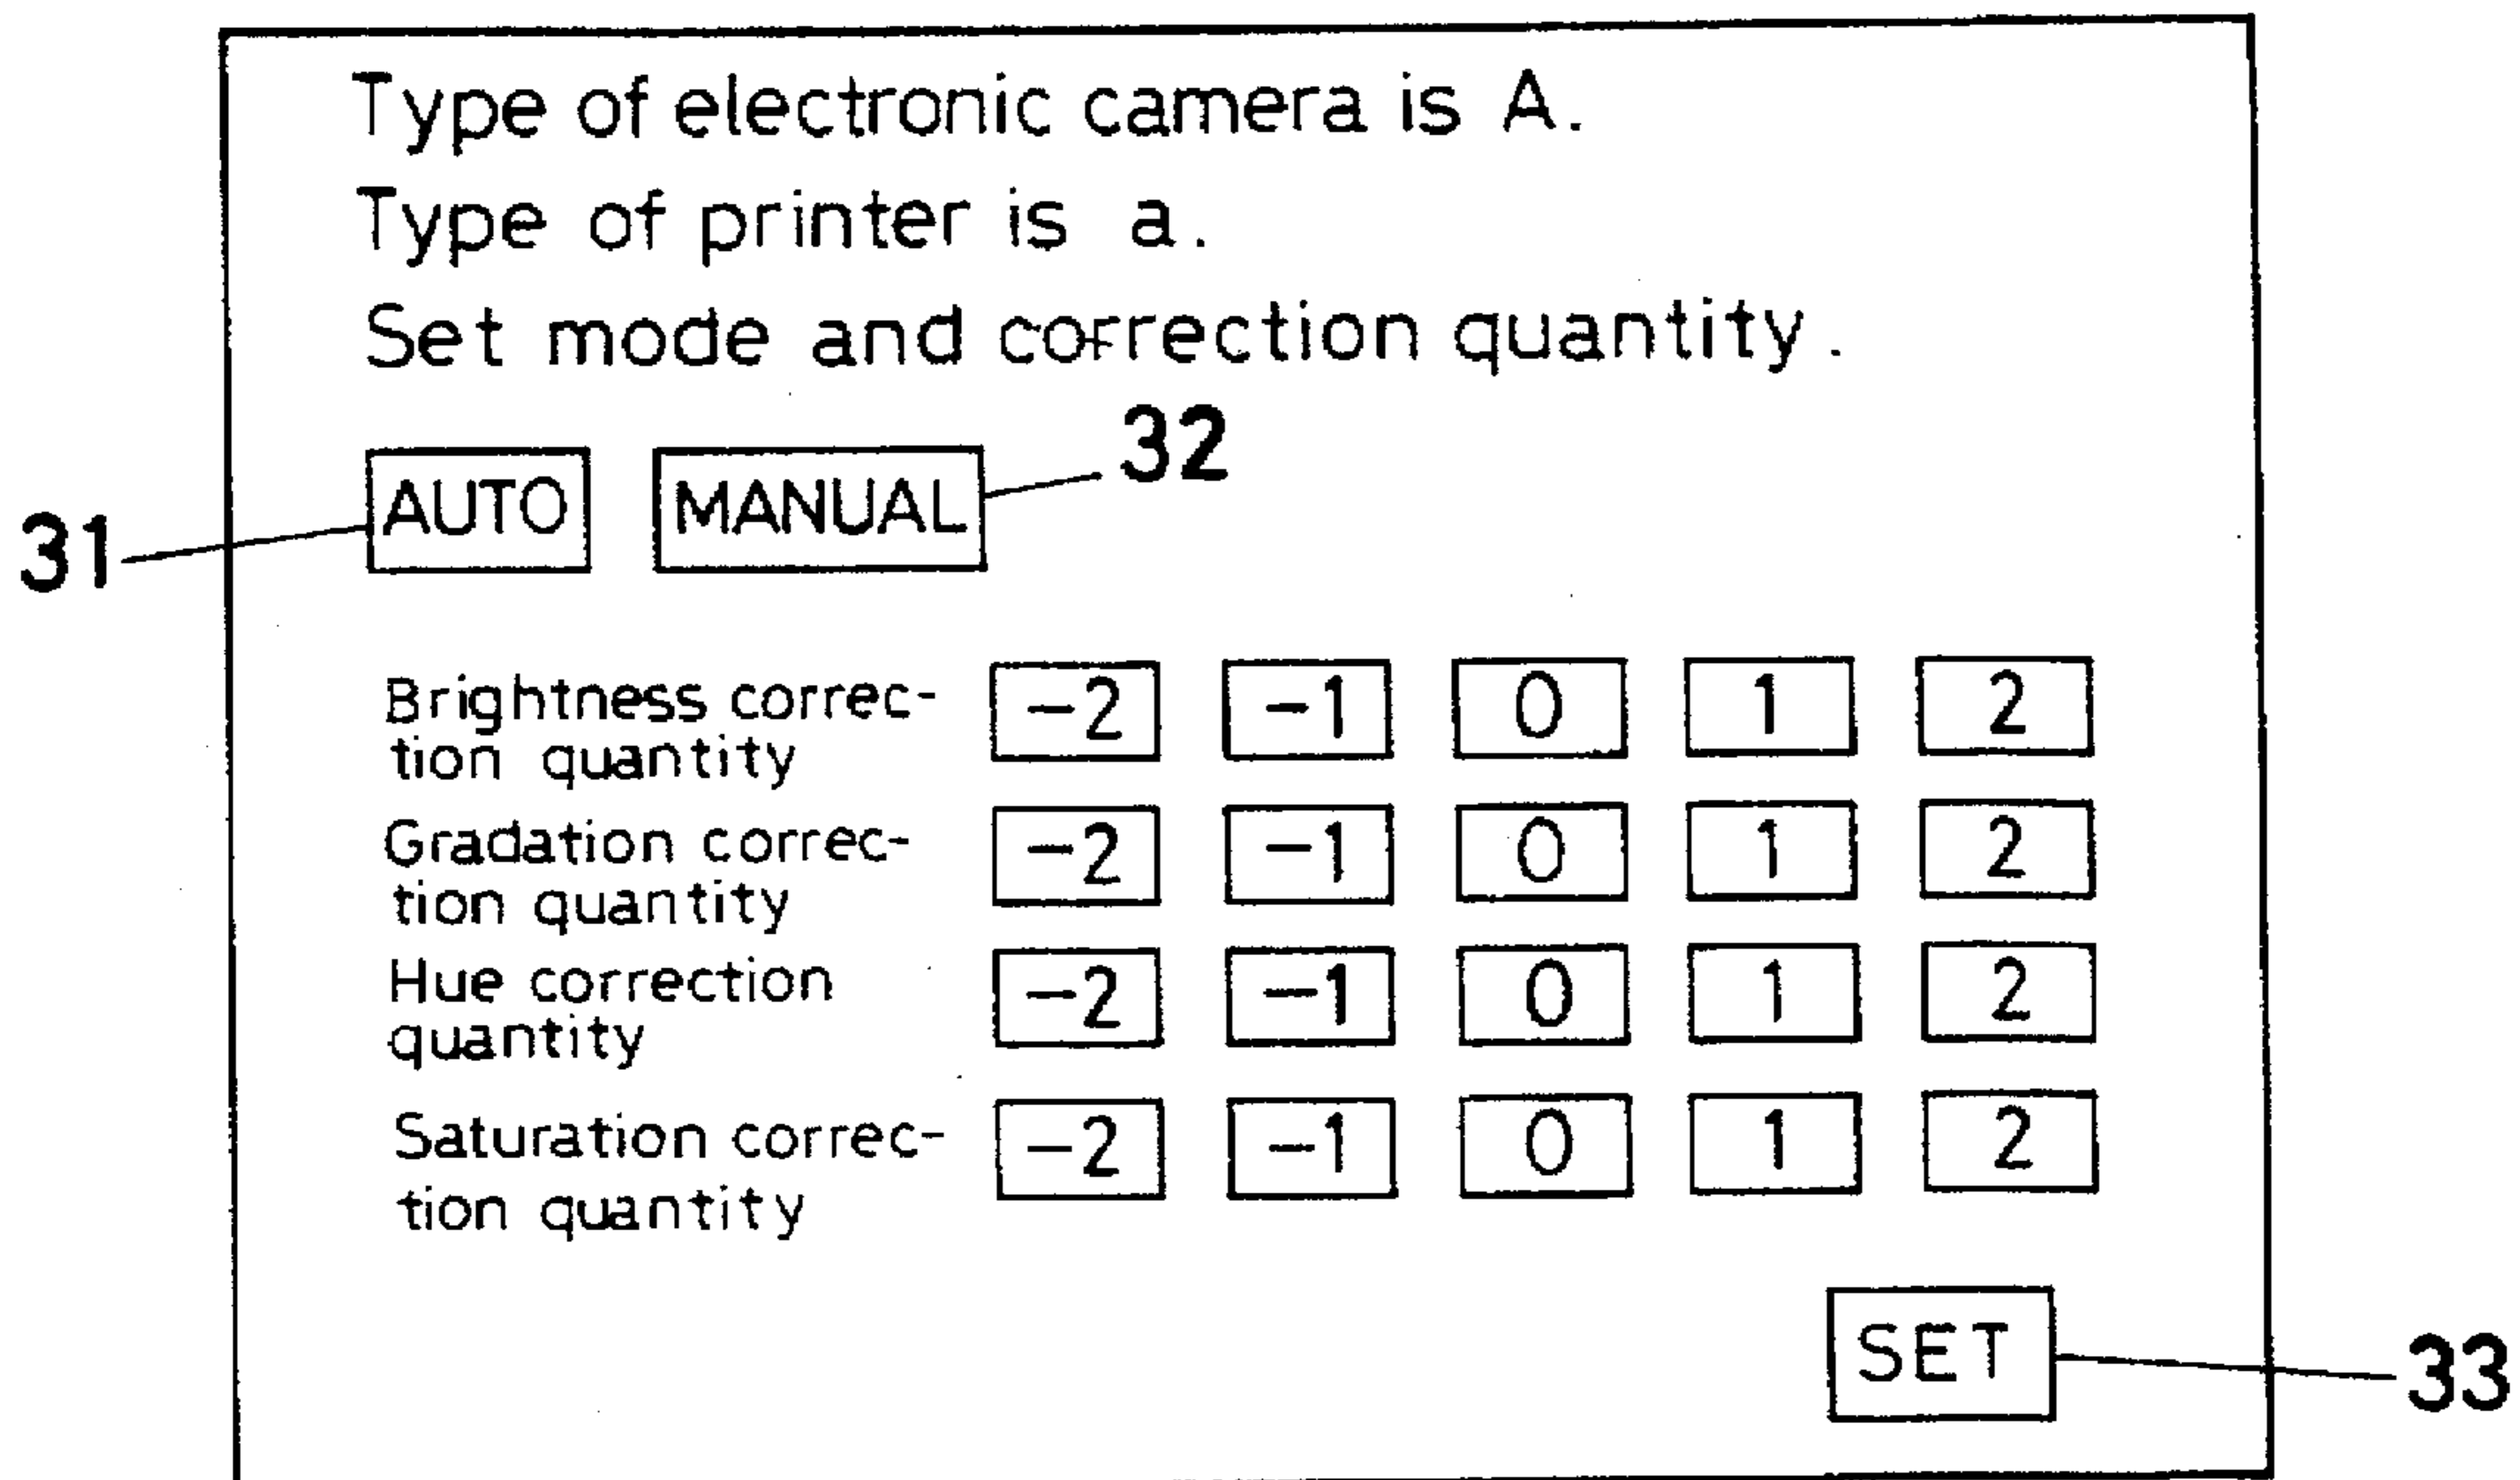 Type of electronic camera is A.
Type of printer is a.
Set mode and correction quantity.
32
AUTO MANUAL
31
Brightness correc- -2 -1 0 1 2
tion quantity
Gradation correc- -2 -1 0 1 2
tion quantity
Hue correction -2 -1 0 1 2
quantity
Saturation correc- -2 -1 0 1 2
tion quantity
SET
33